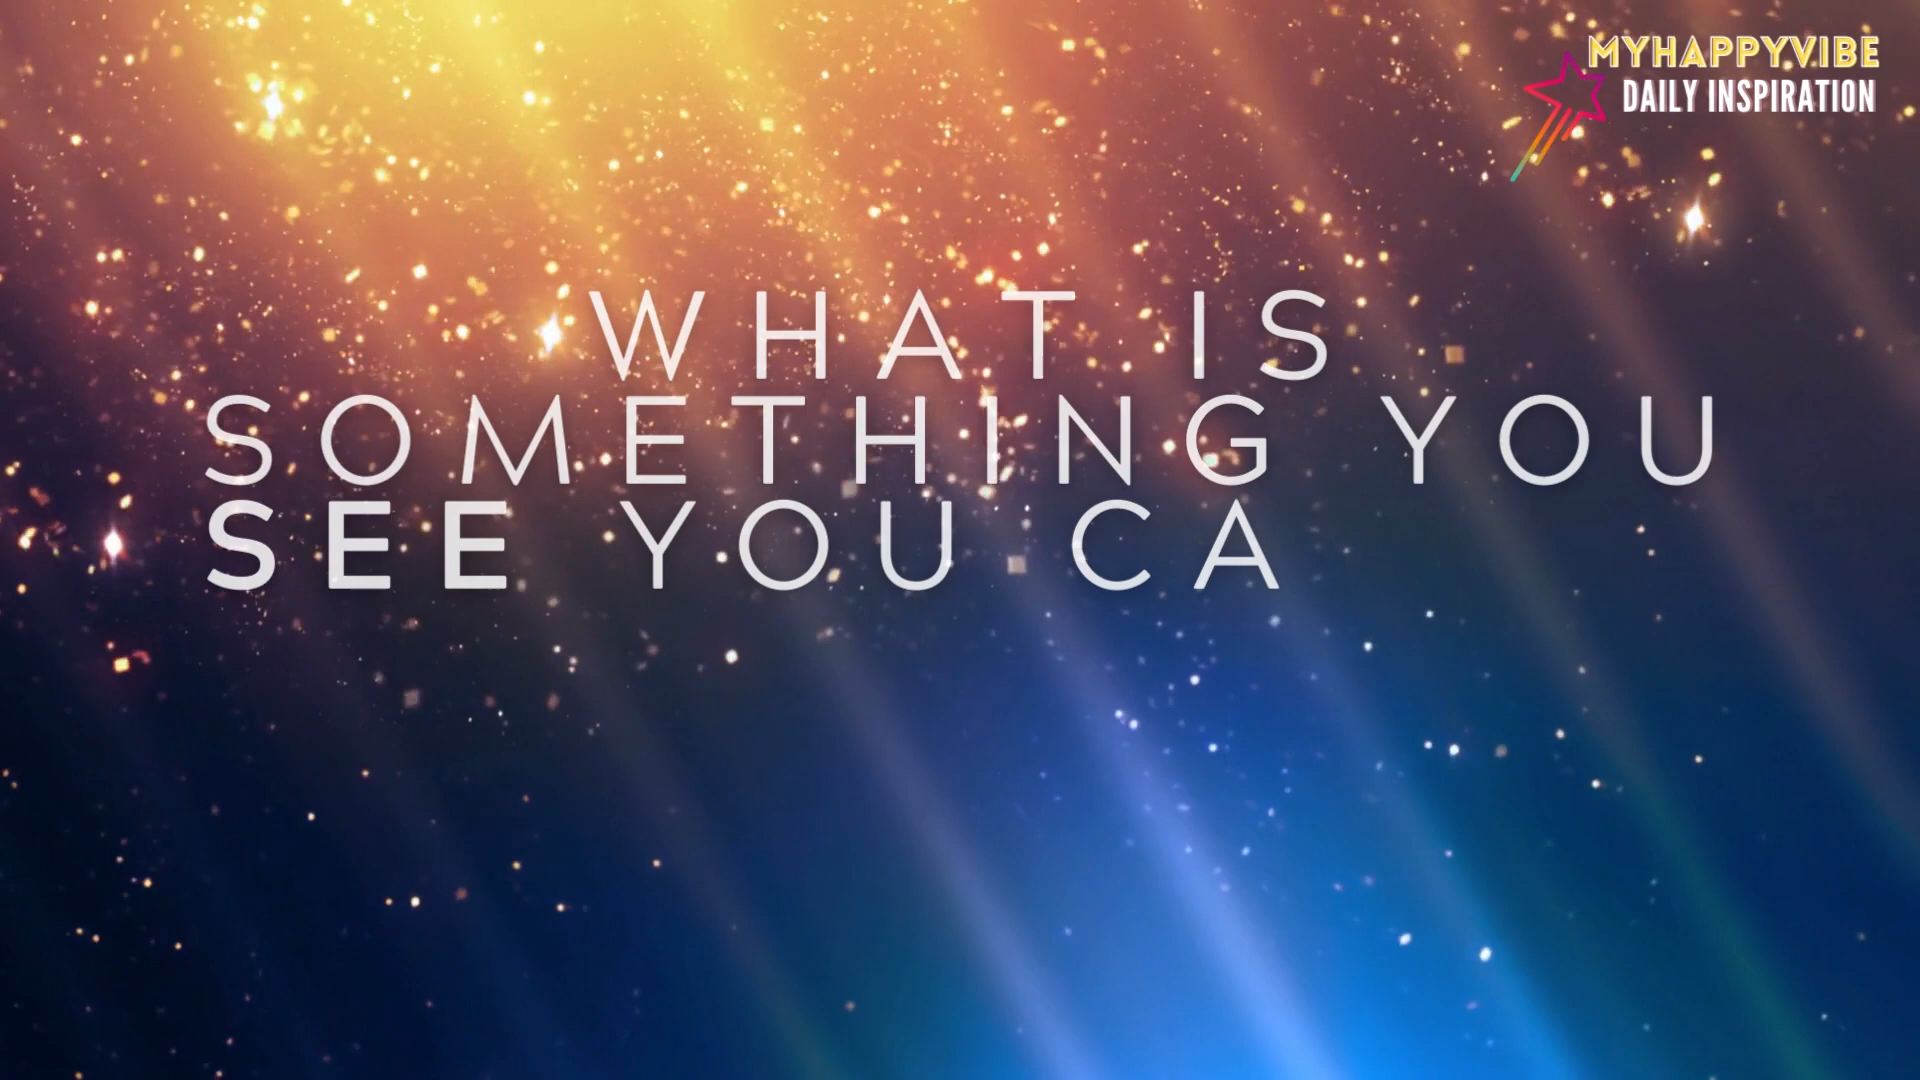 MYHAPPYVIBE
DAILY INSPIRATION
WHAT IS
SOMETHING YOU
SEE YOU CA